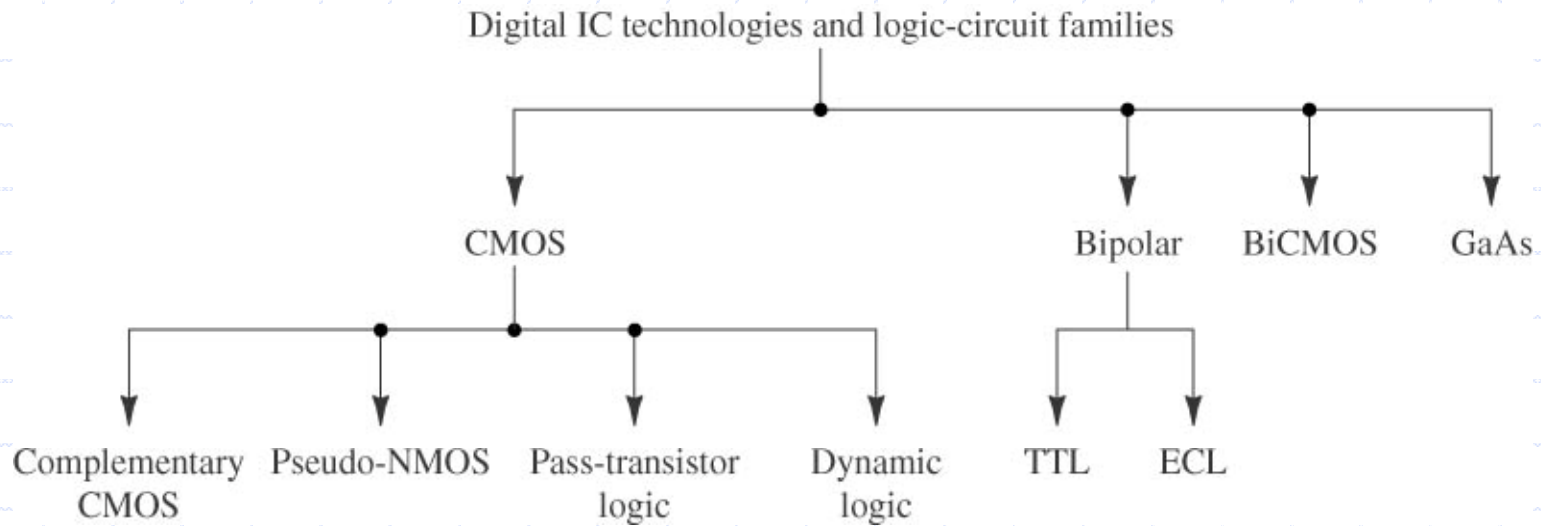 Digital IC technologies and logic-circuit families
CMOS
Bipolar
BiCMOS
GaAs
Complementary
CMOS
Pseudo-NMOS
Pass-transistor
logic
Dynamic
logic
TTL
ECL